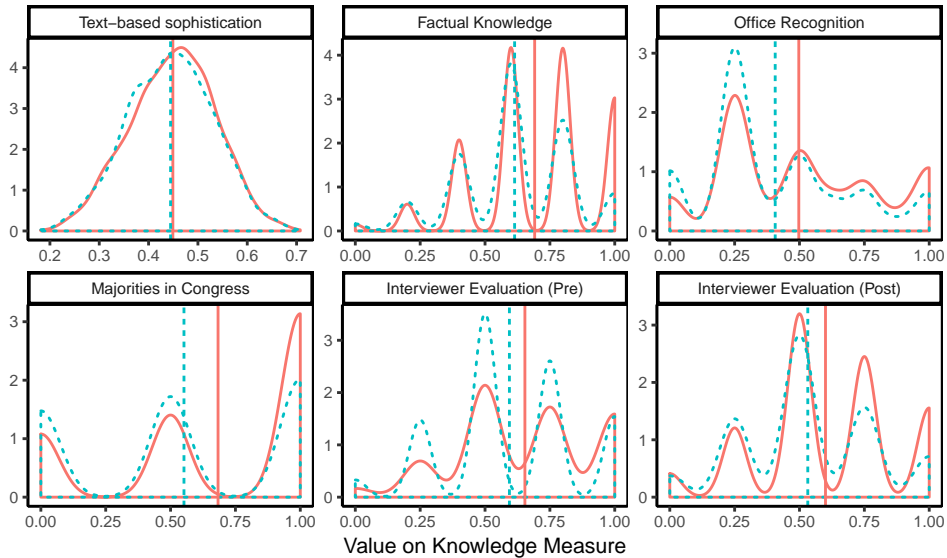 Text−based sophistication
Factual Knowledge
Office Recognition
4
3
2
1
0
0.2 0.3 0.4 0.5 0.6 0.7
4
3
2
1
0
0.00 0.25 0.50 0.75 1.00
3
2
1
0
0.00 0.25 0.50 0.75 1.00
Majorities in Congress
Interviewer Evaluation (Pre)
Interviewer Evaluation (Post)
3
2
1
0
0.00 0.25 0.50 0.75 1.00
3
2
1
0
0.00 0.25 0.50 0.75 1.00
3
2
1
0
0.00 0.25 0.50 0.75 1.00
Value on Knowledge Measure